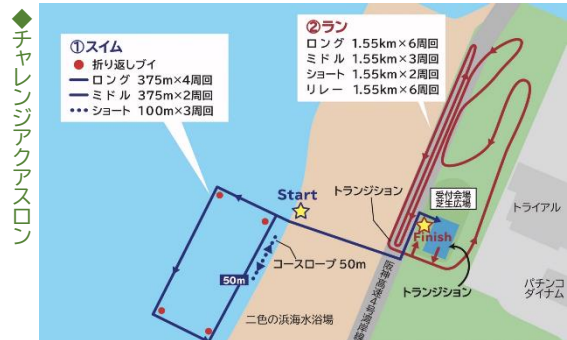 ◆チャレンジアクアスロン
①スイム
折り返しブイ
ロング 375m×4周回
ミドル 375m×2周回
ショート 100m×3周回
②ラン
ロング 1.55km×6周回
ミドル 1.55km×3周回
ショート 1.55km×2周回
リレー 1.55km×6周回
Start
トランジション
受付会場
芝生広場
トライアル
Finish
コースロープ 50m
50m
トランジション
パチンコ
ダイナム
二色の浜海水浴場
阪神高速4号湾岸線